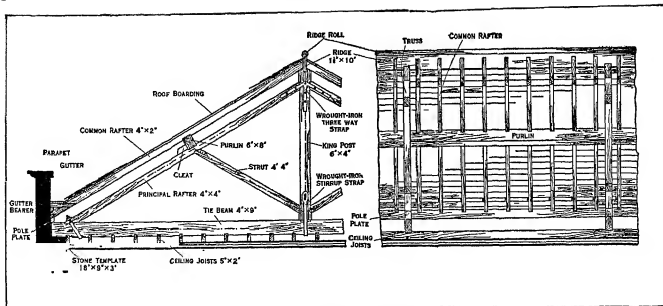 RIDGE ROLL
RIDGE
1½"×10"
TRUSS
COMMON RAFTER
ROOF BOARDING
COMMON RAFTER 4"×2"
WROUGHT-IRON
THREE WAY
STRAP
PARAPET
GUTTER
PURLIN 6"×8"
KING POST
6"×4"
PURLIN
CLEAT
STRUT 4"4"
PRINCIPAL RAFTER 4"×4"
WROUGHT-IRON
STIRRUP STRAP
GUTTER
BEARER
TIE BEAM 4"×9"
POLE
PLATE
POLE
PLATE
CEILING
JOISTS
STONE TEMPLATE
18"×9"×3"
CEILING JOISTS 5"×2"